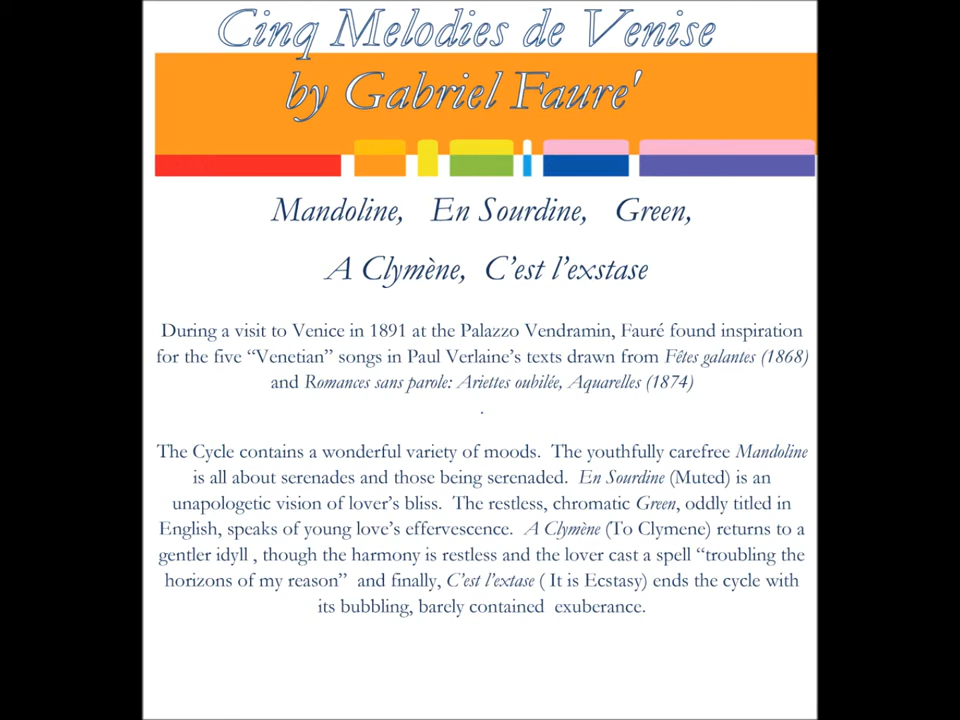 Cinq Melodies de Venise
by Gabriel Faure'
Mandoline, En Sourdine, Green,
A Clymène, C’est l’exstase
During a visit to Venice in 1891 at the Palazzo Vendramin, Fauré found inspiration
for the five “Venetian” songs in Paul Verlaine’s texts drawn from Fêtes galantes (1868)
and Romances sans parole: Ariettes oubilée, Aquarelles (1874)
.
The Cycle contains a wonderful variety of moods. The youthfully carefree Mandoline
is all about serenades and those being serenaded. En Sourdine (Muted) is an
unapologetic vision of lover’s bliss. The restless, chromatic Green, oddly titled in
English, speaks of young love’s effervescence. A Clymène (To Clymene) returns to a
gentler idyll , though the harmony is restless and the lover cast a spell “troubling the
horizons of my reason” and finally, C’est l’extase ( It is Ecstasy) ends the cycle with
its bubbling, barely contained exuberance.